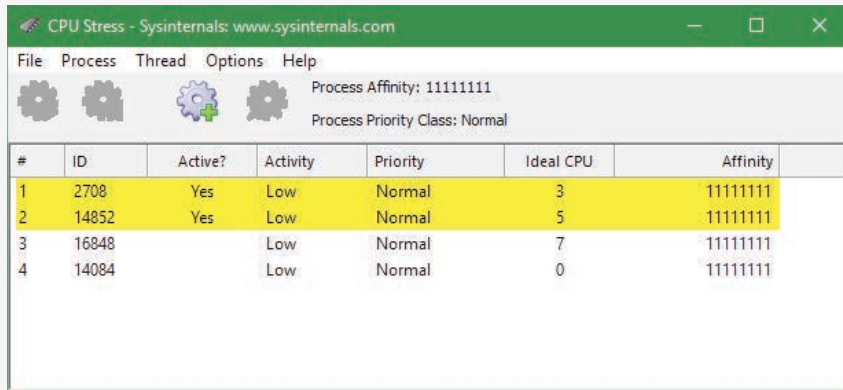 CPU Stress - Sysinternals: www.sysinternals.com
File Process Thread Options Help
Process Affinity: 11111111
Process Priority Class: Normal
# ID Active? Activity Priority Ideal CPU Affinity
1 2708 Yes Low Normal 3 11111111
2 14852 Yes Low Normal 5 11111111
3 16848 Low Normal 7 11111111
4 14084 Low Normal 0 11111111